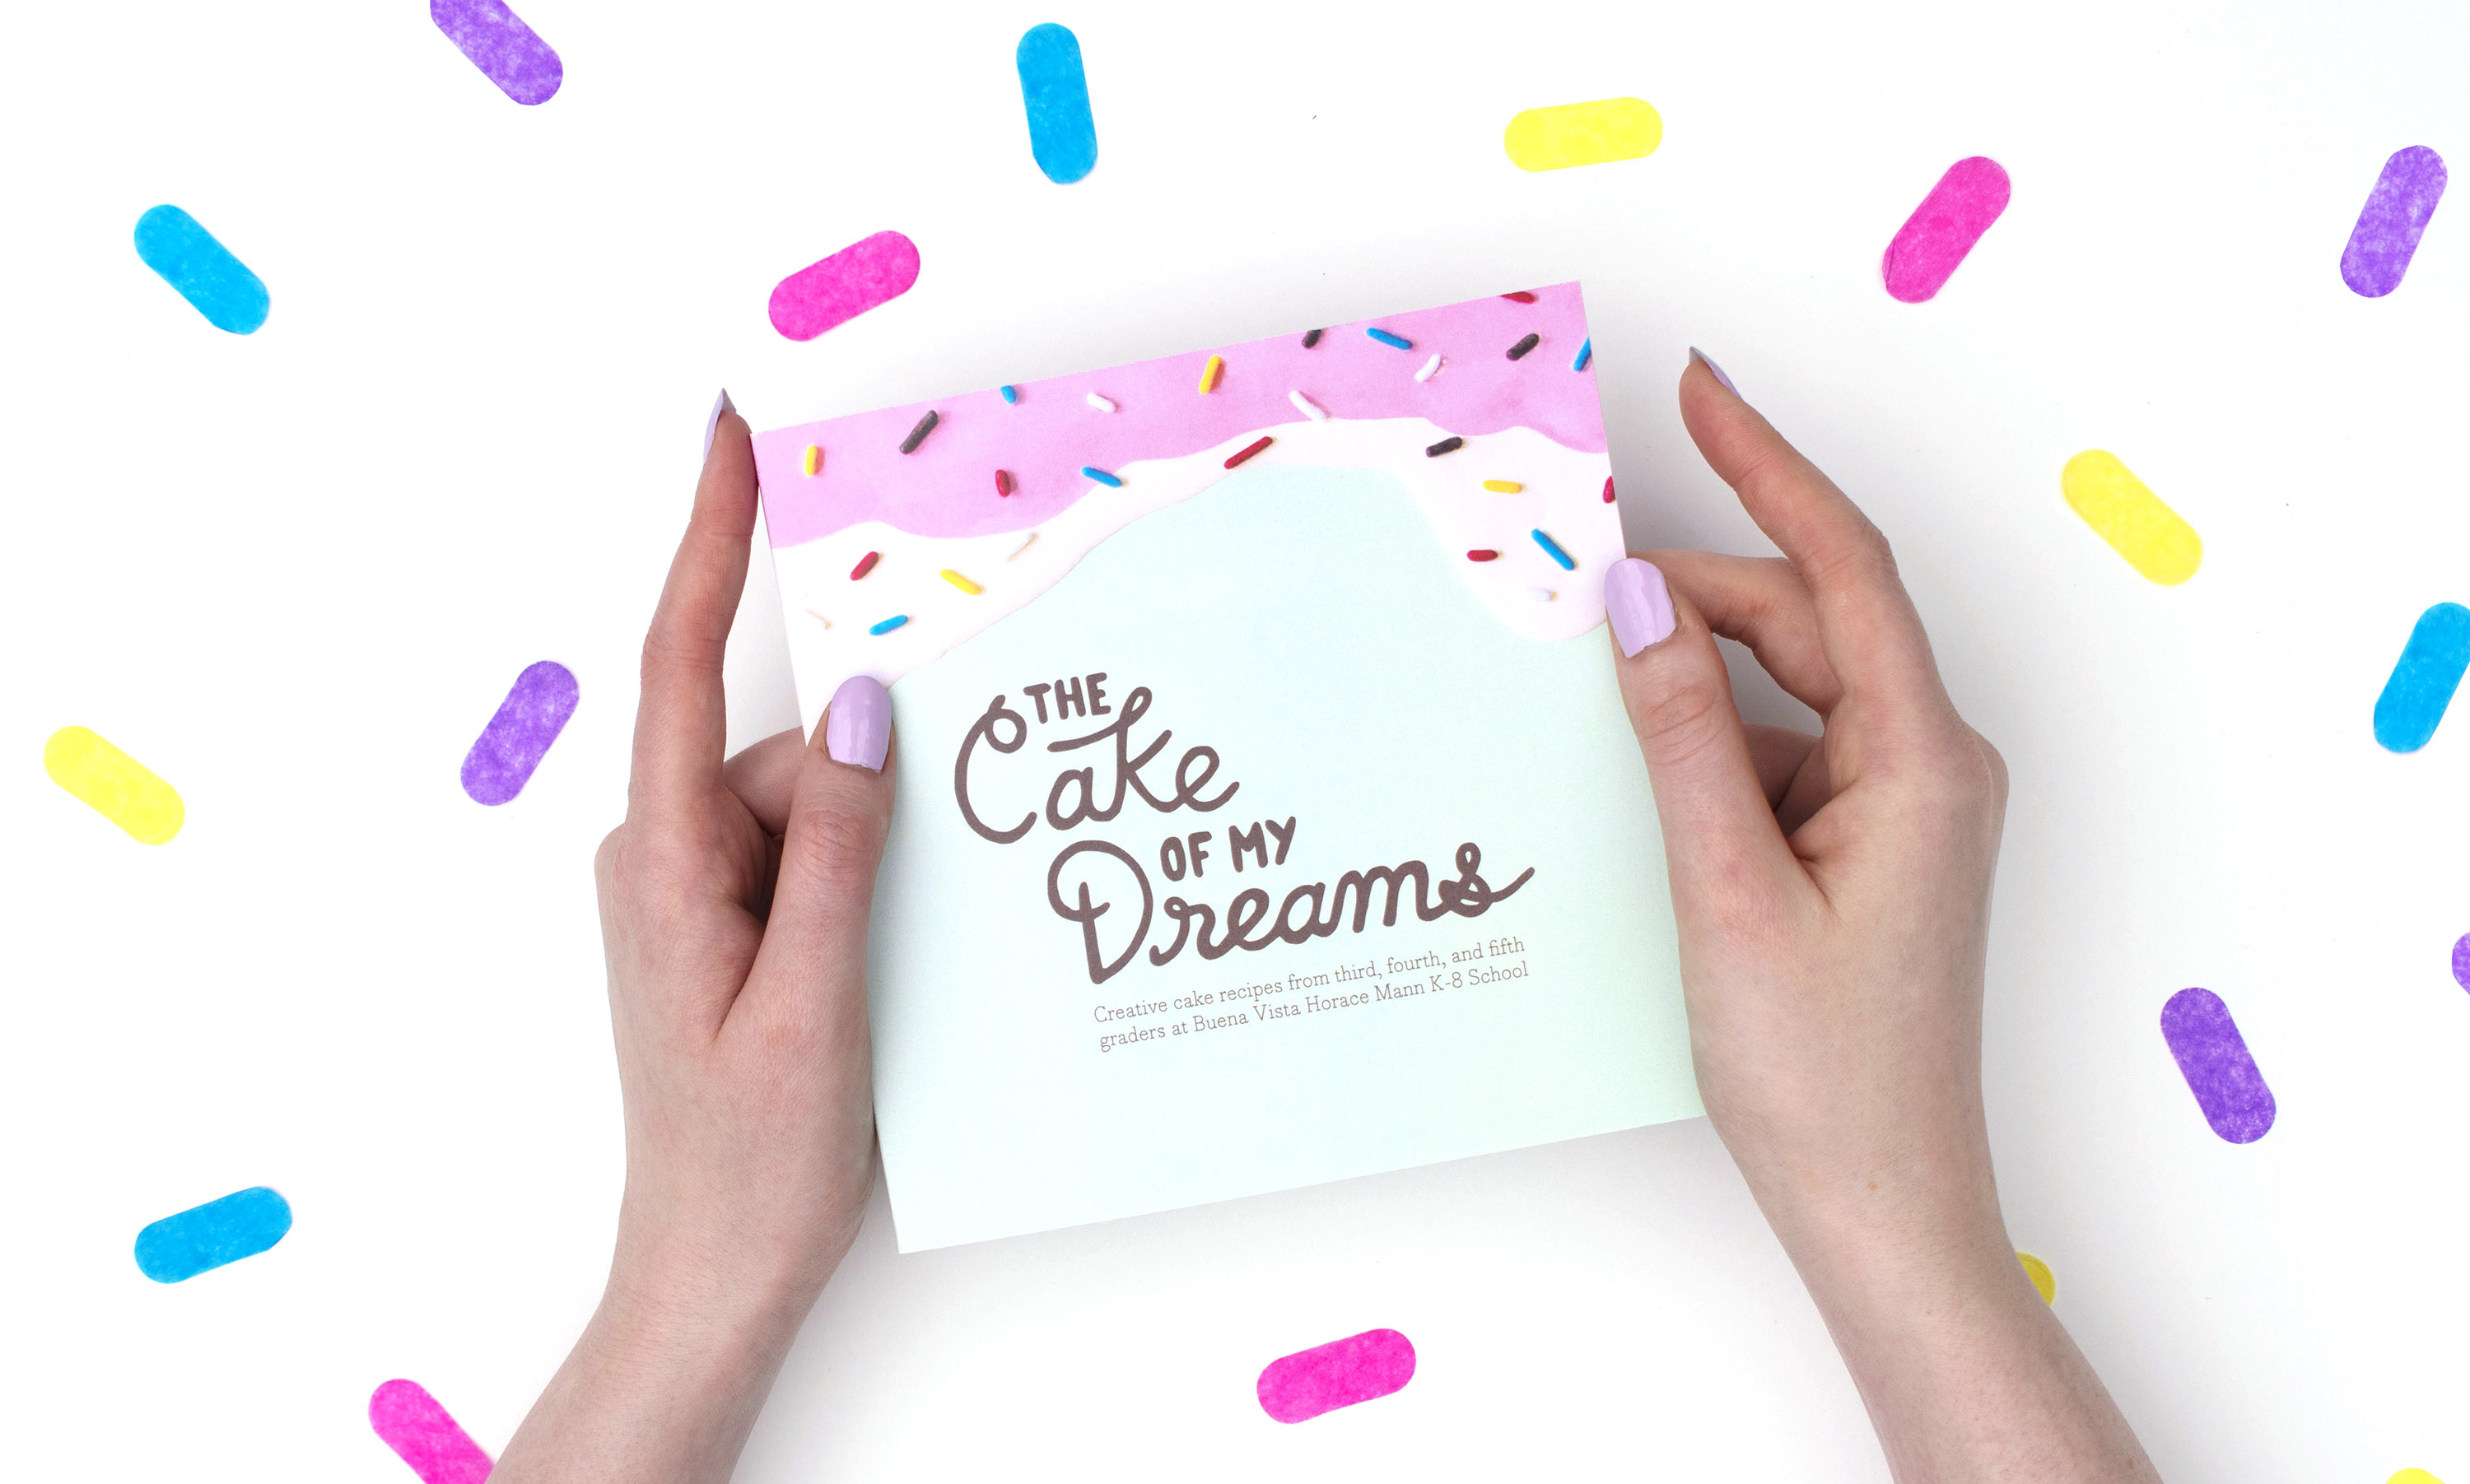 THE
Cake
OF MY
Dreams
Creative cake recipes from third, fourth, and fifth
graders at Buena Vista Horace Mann K-8 School